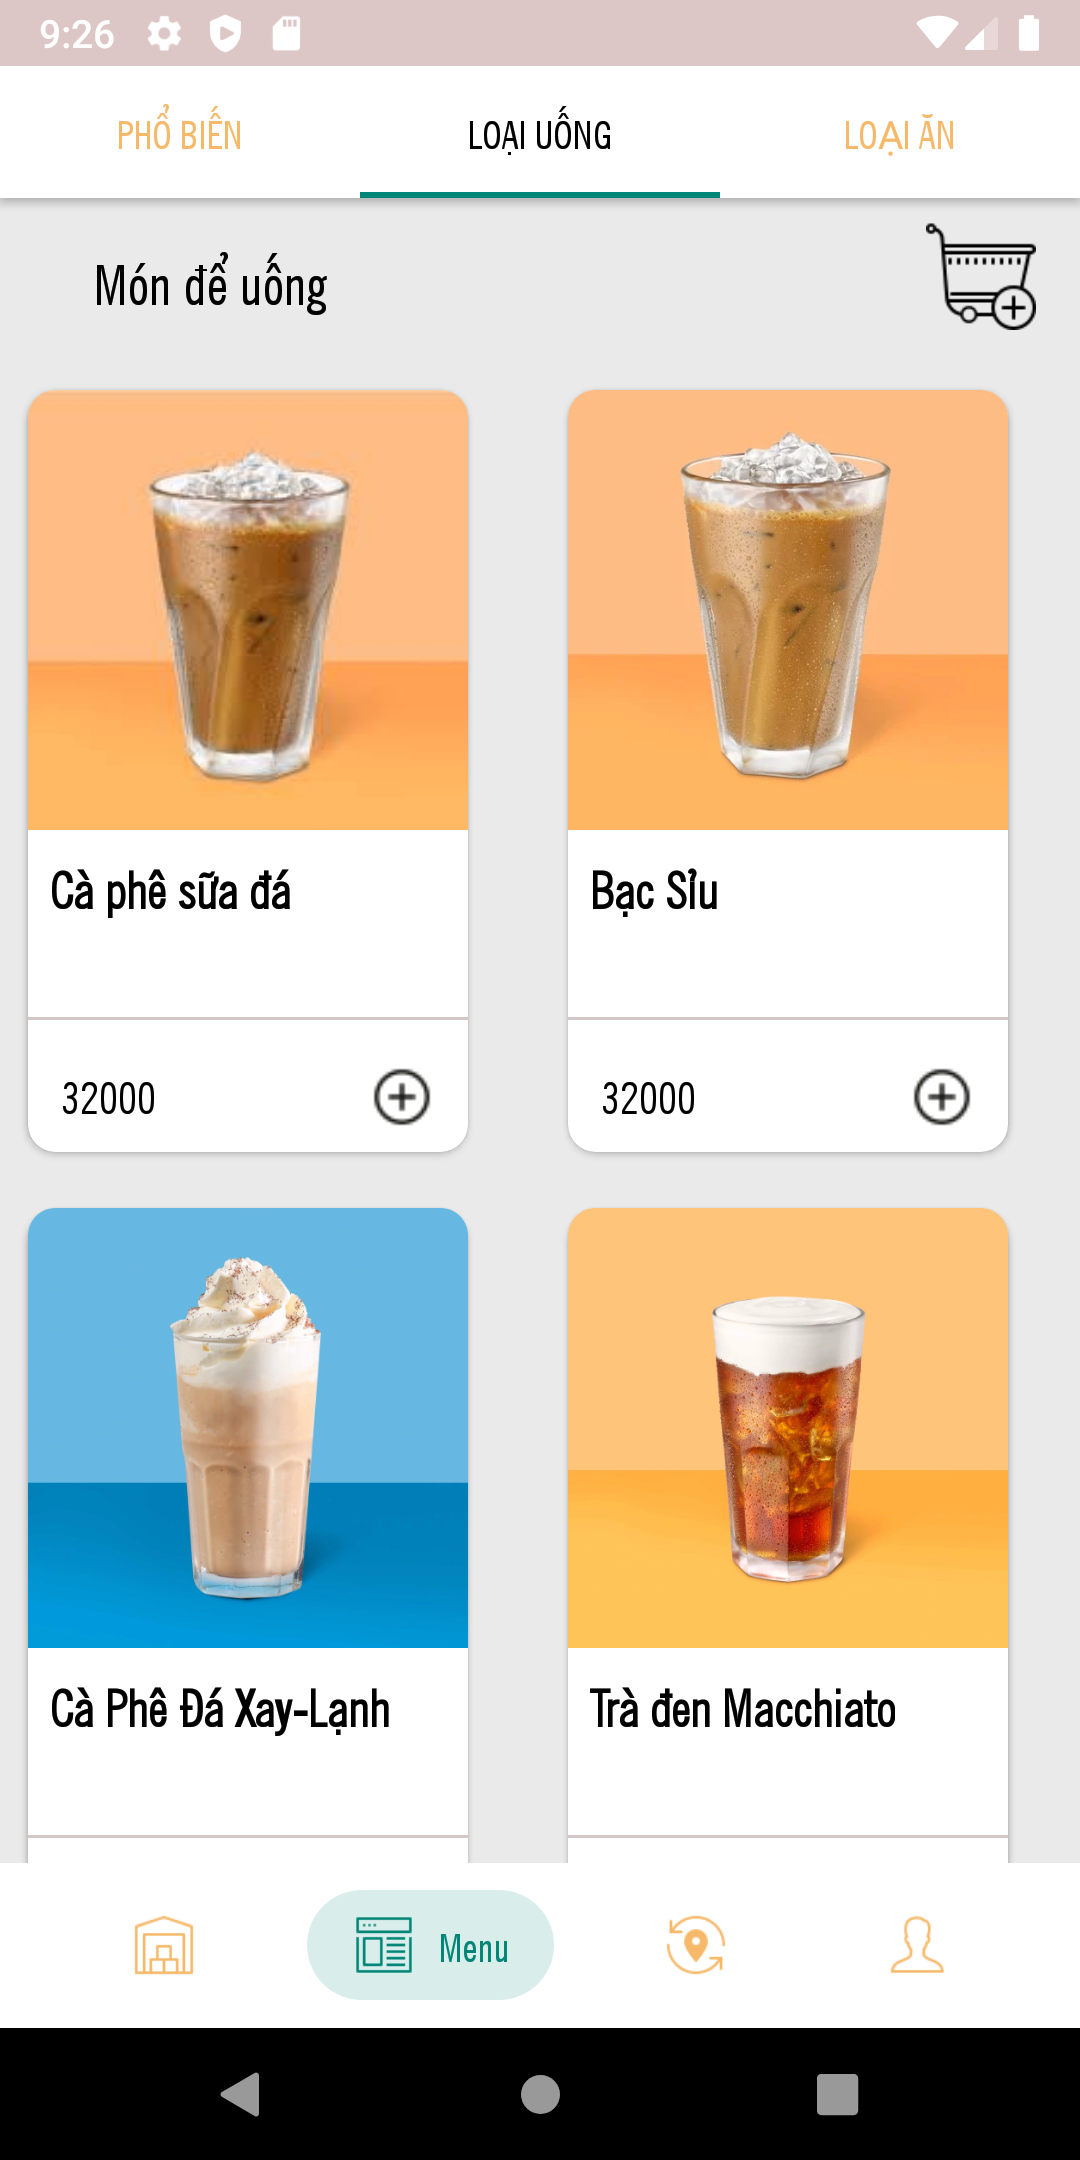 9:26
PHỔ BIẾN
LOẠI UỐNG
LOẠI ĂN
Món để uống
Cà phê sữa đá
Bạc Sỉu
32000
32000
Cà Phê Đá Xay-Lạnh
Trà đen Macchiato
Menu